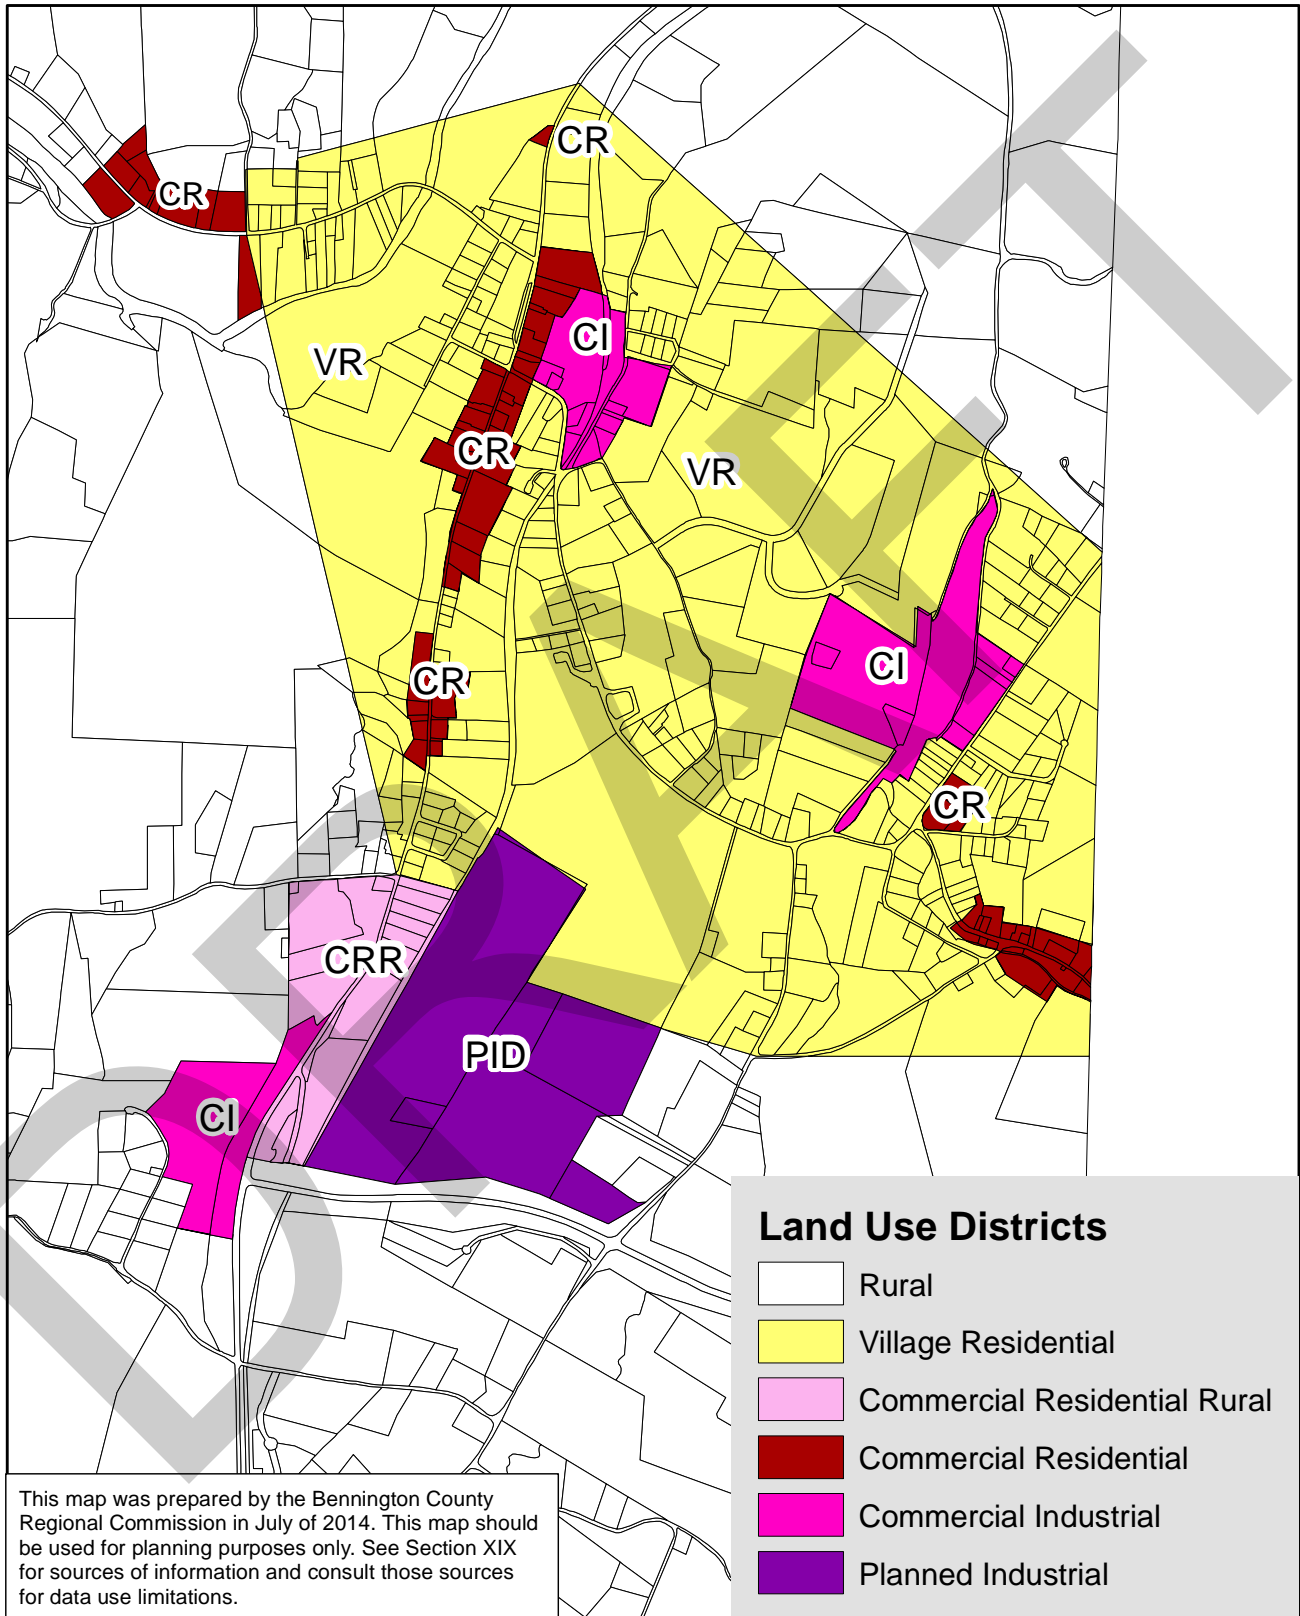 CR
CR
CI
VR
CR
VR
CI
CR
CR
CRR
PID
CI
DRAFT
Land Use Districts
Rural
Village Residential
Commercial Residential Rural
Commercial Residential
Commercial Industrial
Planned Industrial
This map was prepared by the Bennington County
Regional Commission in July of 2014. This map should
be used for planning purposes only. See Section XIX
for sources of information and consult those sources
for data use limitations.